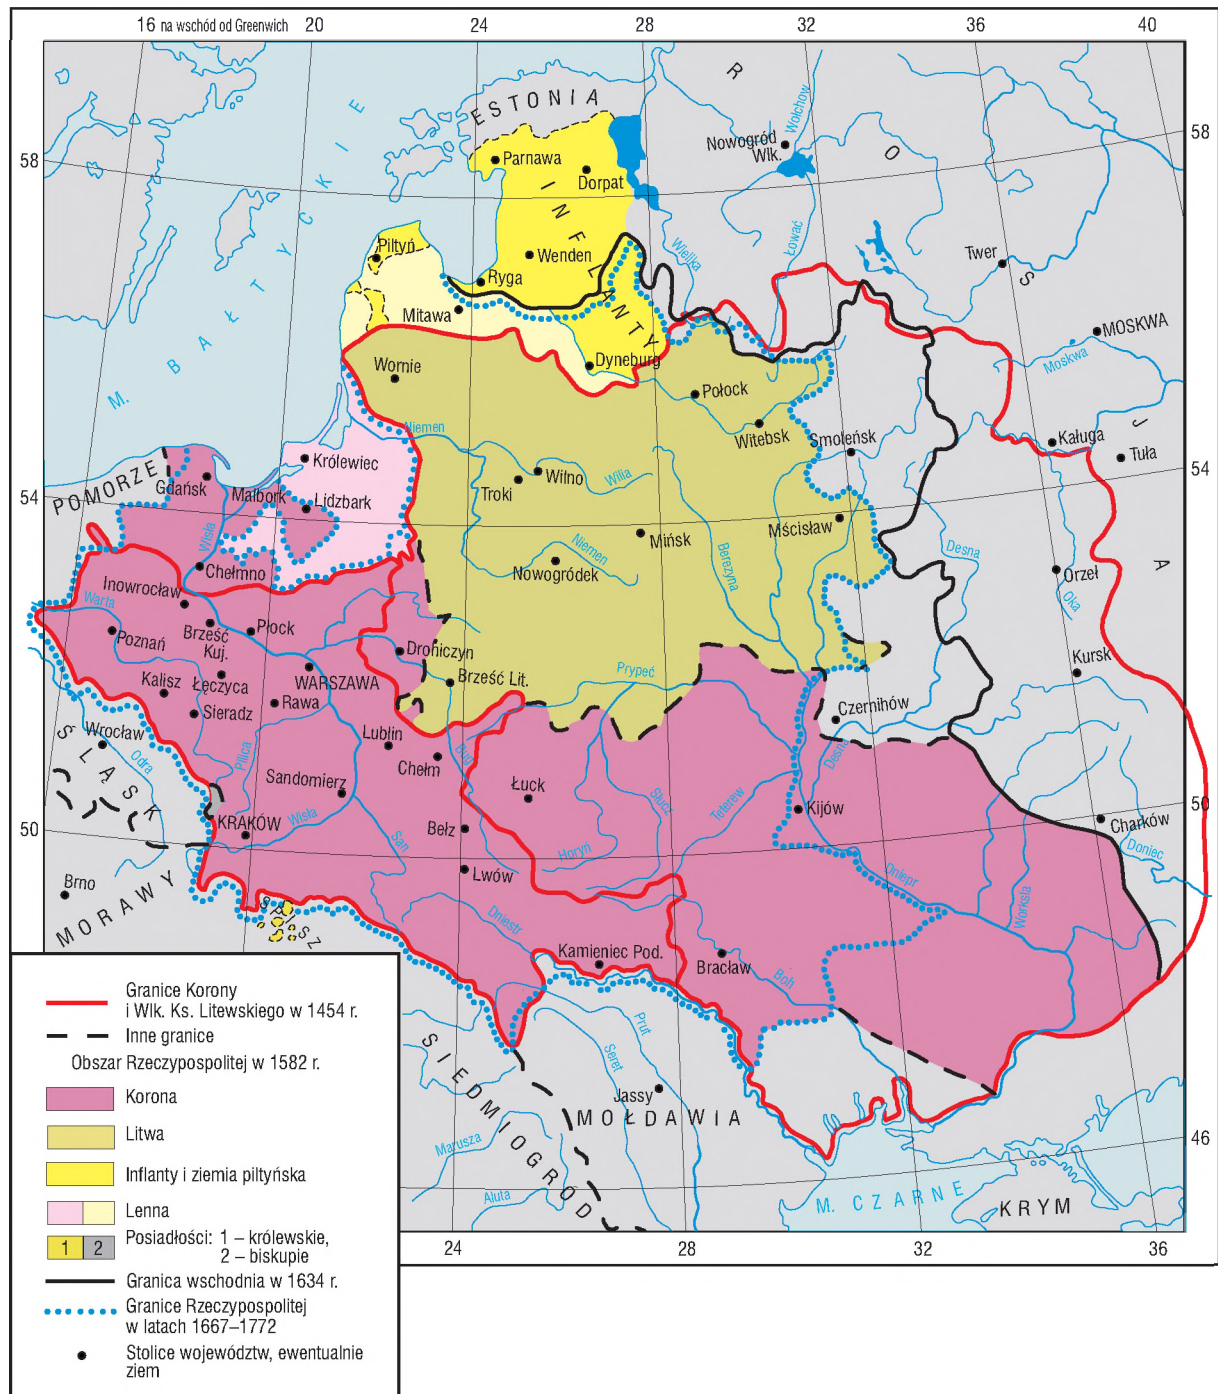 16 na wschód od Greenwich 20 24 28 32 36 40
ESTONIA
R O S J A
Wołchow
Nowogród
Wlk.
58
58
Parnawa
Dorpat
M. BAŁTYCKIE
INFLANTY
Piltyń
Wenden
Wielika
Łować
Twer
Ryga
Mitawa
MOSKWA
Moskwa
Wornie
Dyneburg
Połock
Witebsk
Smoleńsk
Kaługa
Tuła
Niemen
Królewiec
Wilno
Wilia
Troki
POMORZE
Gdańsk
Malbork
Lidzbark
54
54
Wisła
Mińsk
Mścisław
Desna
Niemen
Nowogródek
Berezyna
Chełmno
Orzeł
Oka
Inowrocław
Warta
Poznań
Brześć
Kuj.
Płock
Drohiczyn
Kursk
Prypeć
Kalisz
Łęczyca
WARSZAWA
Brześć Lit.
Sieradz
Rawa
Czernihów
Wrocław
Lublin
ŚLĄSK
Odra
Pilica
Chełm
Bug
Desna
Sandomierz
Łuck
Słucz
Teterew
Kijów
50
50
KRAKÓW
Wisła
Bełz
Charków
San
Horyń
Doniec
Lwów
Dniepr
Brno
MORAWY
SPISZ
Dniestr
Worksla
Kamieniec Pod.
Bracław
Boh
Prut
Seret
SIEDMIOGRÓD
Jassy
MOŁDAWIA
Marusza
46
Aluta
M. CZARNE
KRYM
24 28 32 36
Granice Korony
i Wlk. Ks. Litewskiego w 1454 r.
Inne granice
Obszar Rzeczypospolitej w 1582 r.
Korona
Litwa
Inflanty i ziemia piltyńska
Lenna
1 2 Posiadłości: 1 – królewskie,
2 – biskupie
Granica wschodnia w 1634 r.
Granice Rzeczypospolitej
w latach 1667–1772
Stolice województw, ewentualnie
ziem